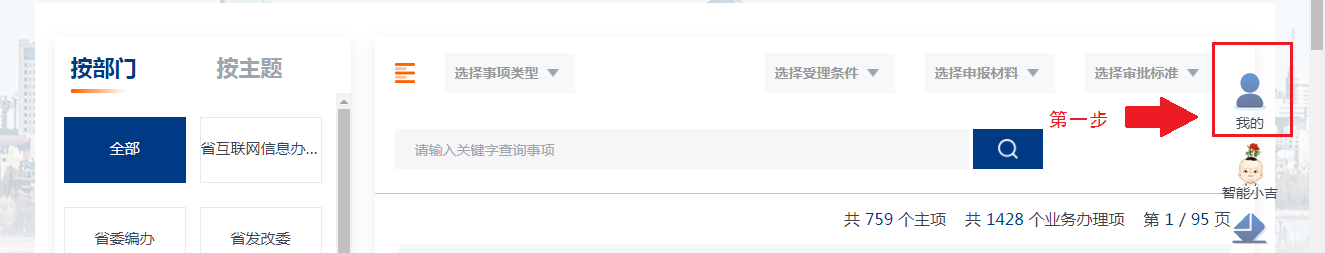 按部门 按主题
选择事项类型 选择受理条件 选择申报材料 选择审批标准
第一步
我的
全部 省互联网信息办...
请输入关键字查询事项
智能小吉
共 759 个主项 共 1428 个业务办理项 第 1 / 95 页
省委编办 省发改委